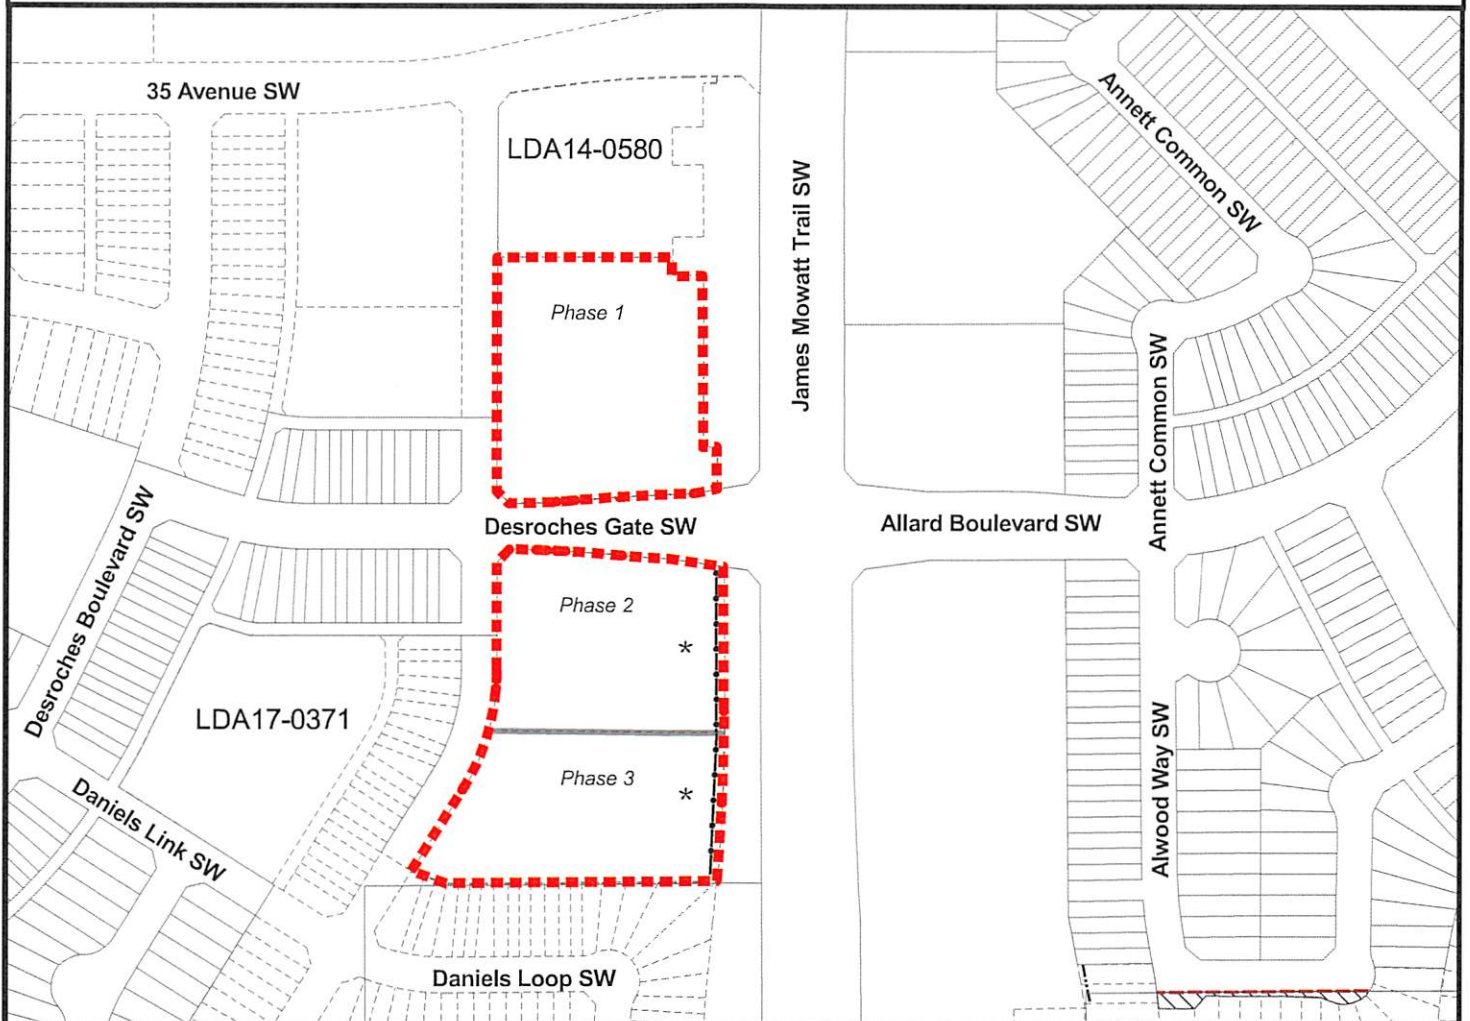 35 Avenue SW
LDA14-0580
James Mowatt Trail SW
Annett Common SW
Phase 1
Annett Common SW
Desroches Gate SW
Allard Boulevard SW
Desroches Boulevard SW
Phase 2
*
LDA17-0371
Phase 3
*
Alwood Way SW
Daniels Link SW
Daniels Loop SW